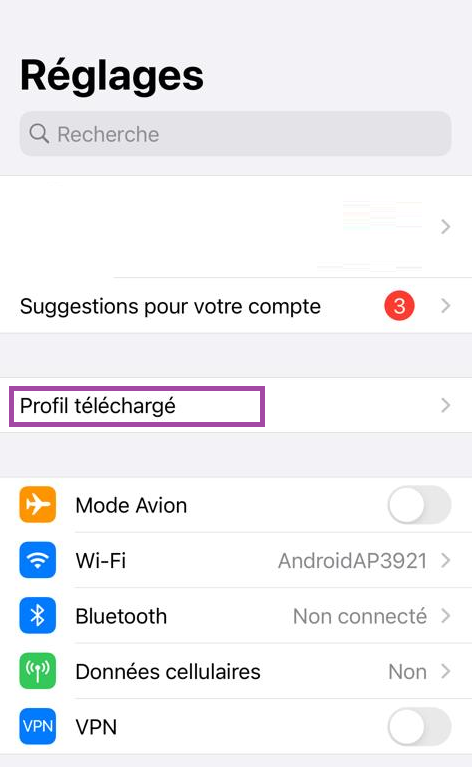 Réglages
Recherche
Suggestions pour votre compte 3
Profil téléchargé
Mode Avion
Wi-Fi AndroidAP3921
Bluetooth Non connecté
Données cellulaires Non
VPN VPN